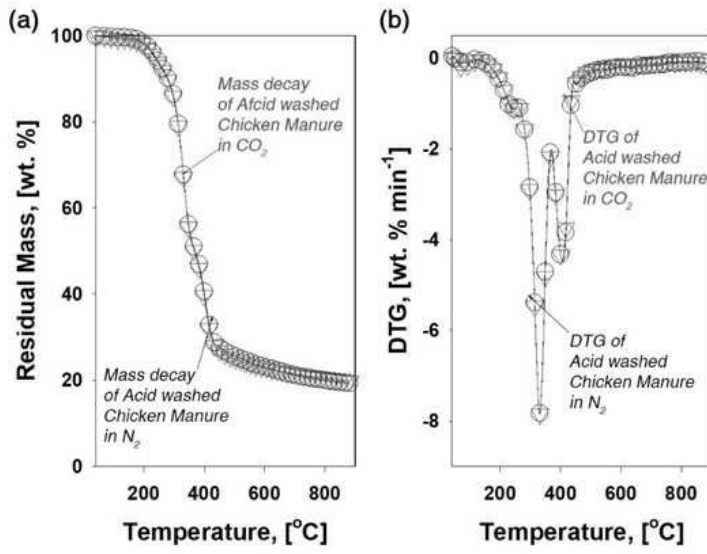 (a)
100
80
60
40
20
0
Residual Mass, [wt. %]
Mass decay
of Afcid washed
Chicken Manure
in CO2
Mass decay
of Acid washed
Chicken Manure
in N2
200 400 600 800
Temperature, [oC]
(b)
0
-2
-4
-6
-8
DTG, [wt. % min-1]
DTG of
Acid washed
Chicken Manure
in CO2
DTG of
Acid washed
Chicken Manure
in N2
200 400 600 800
Temperature, [oC]